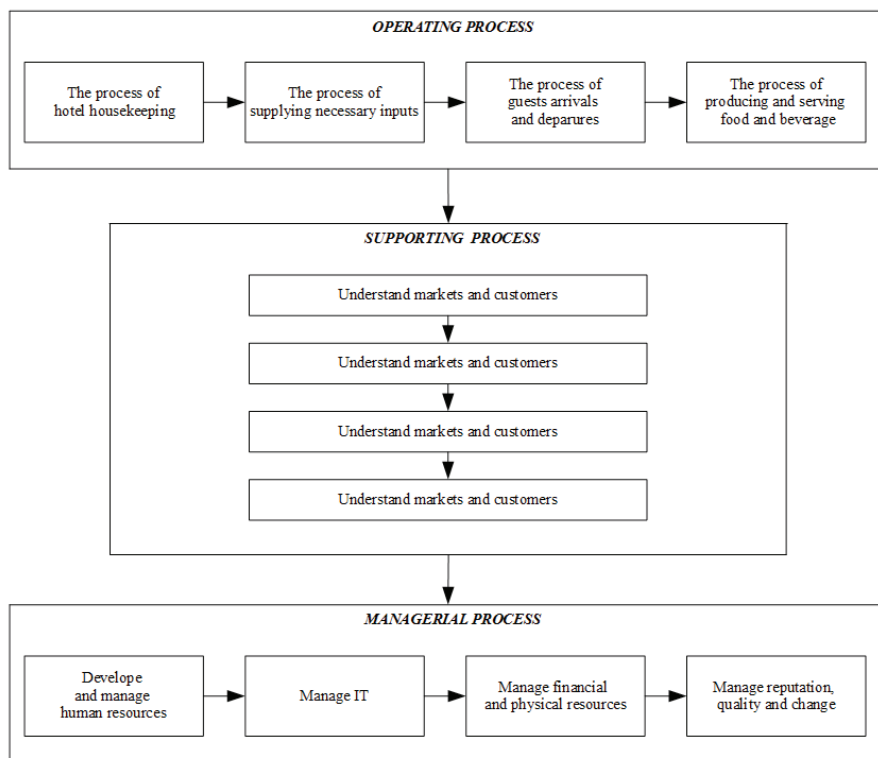 OPERATING PROCESS
The process of
hotel housekeeping
The process of
supplying necessary inputs
The process of
guests arrivals
and deparures
The process of
producing and serving
food and beverage
SUPPORTING PROCESS
Understand markets and customers
Understand markets and customers
Understand markets and customers
Understand markets and customers
MANAGERIAL PROCESS
Develope
and manage
human resources
Manage IT
Manage financial
and physical resources
Manage reputation,
quality and change